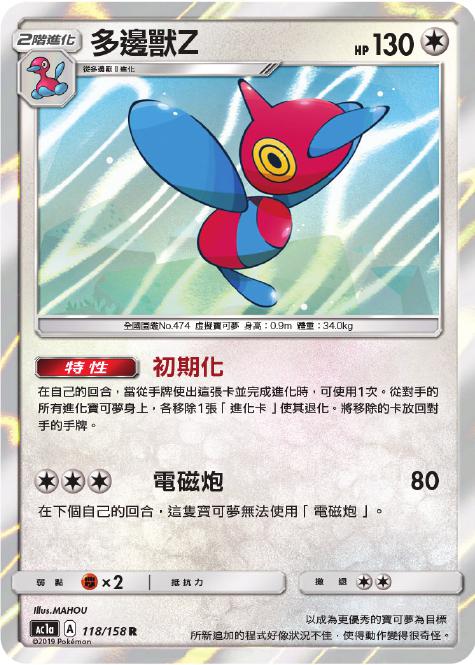 2階進化 多邊獸Z HP 130
從多邊獸Ⅱ進化
全國圖鑑No.474 虛擬寶可夢 身高:0.9m 體重:34.0kg
特性 初期化
在自己的回合,當從手牌使出這張卡並完成進化時,可使用1次。從對手的
所有進化寶可夢身上,各移除1張「進化卡」使其退化。將移除的卡放回對
手的手牌。
電磁炮 80
在下個自己的回合,這隻寶可夢無法使用「電磁炮」。
弱點 ×2 抵抗力 撤退
Illus.MAHOU
AC1a A 118/158 R
©2019 Pokémon
以成為更優秀的寶可夢為目標
所新追加的程式好像狀況不佳,使得動作變得很奇怪。